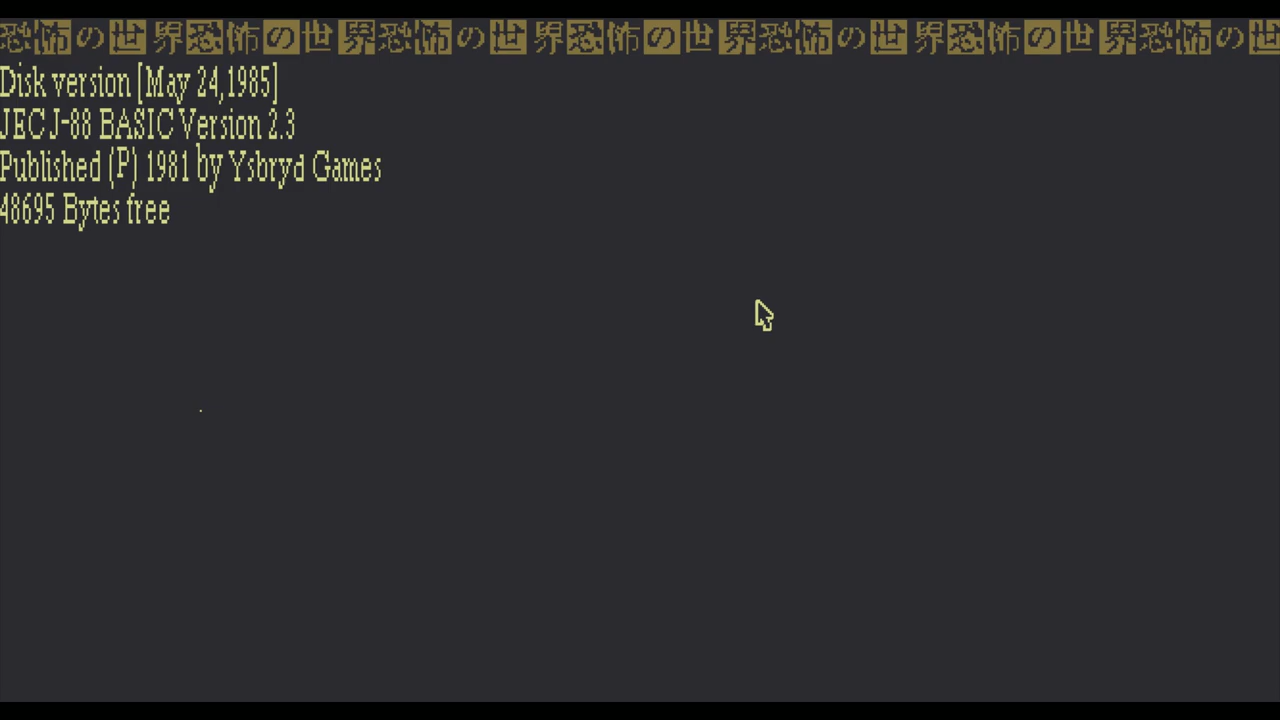 恐怖の世界恐怖の世界恐怖の世界恐怖の世界恐怖の世界恐怖の世界恐怖の世
Disk version [May 24,1985]
JEC J-88 BASIC Version 2.3
Published (P) 1981 by Ysbryd Games
48695 Bytes free